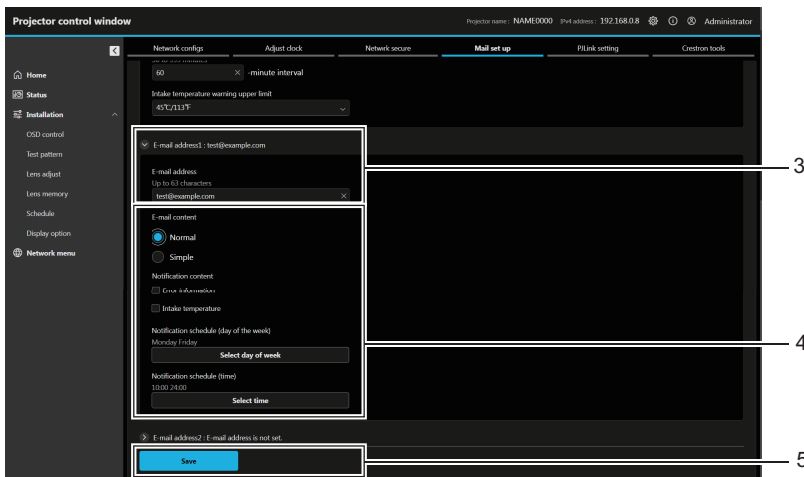 Projector control window
Projector name : NAME0000 IPv4 address : 192.168.0.8 Administrator
Network configs Adjust clock Network secure Mail set up PJLink setting Crestron tools
Home
Status
Installation
OSD control
Test pattern
Lens adjust
Lens memory
Schedule
Display option
Network menu
60 × -minute interval
Intake temperature warning upper limit
45℃/113℉
E-mail address1 : test@example.com
3
E-mail address
Up to 63 characters
test@example.com ×
E-mail content
Normal
Simple
Notification content
Error information
Intake temperature
Notification schedule (day of the week)
4
Monday Friday
Select day of week
Notification schedule (time)
10:00 24:00
Select time
E-mail address2 : E-mail address is not set.
Save
5